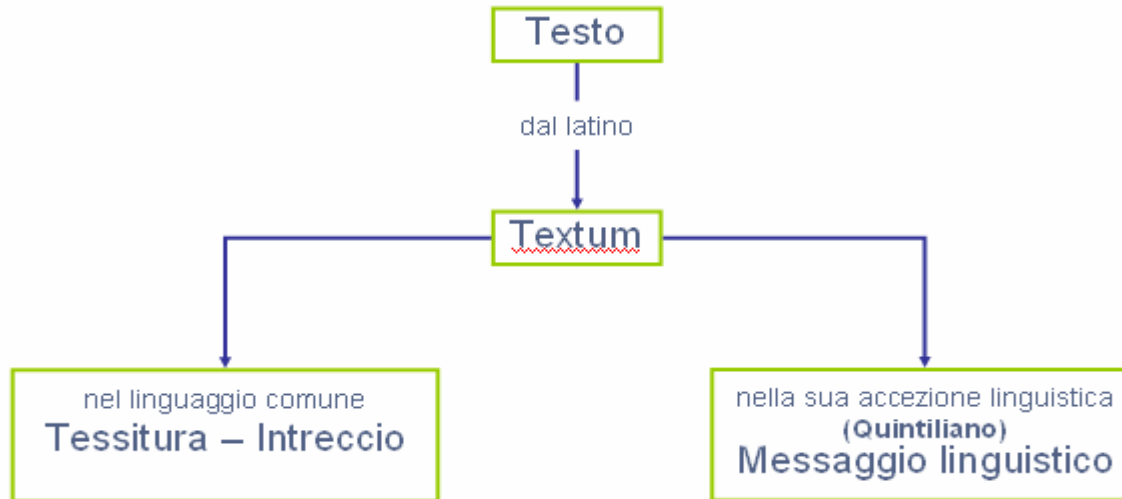 Testo
dal latino
Textum
nel linguaggio comune
Tessitura – Intreccio
nella sua accezione linguistica
(Quintiliano)
Messaggio linguistico